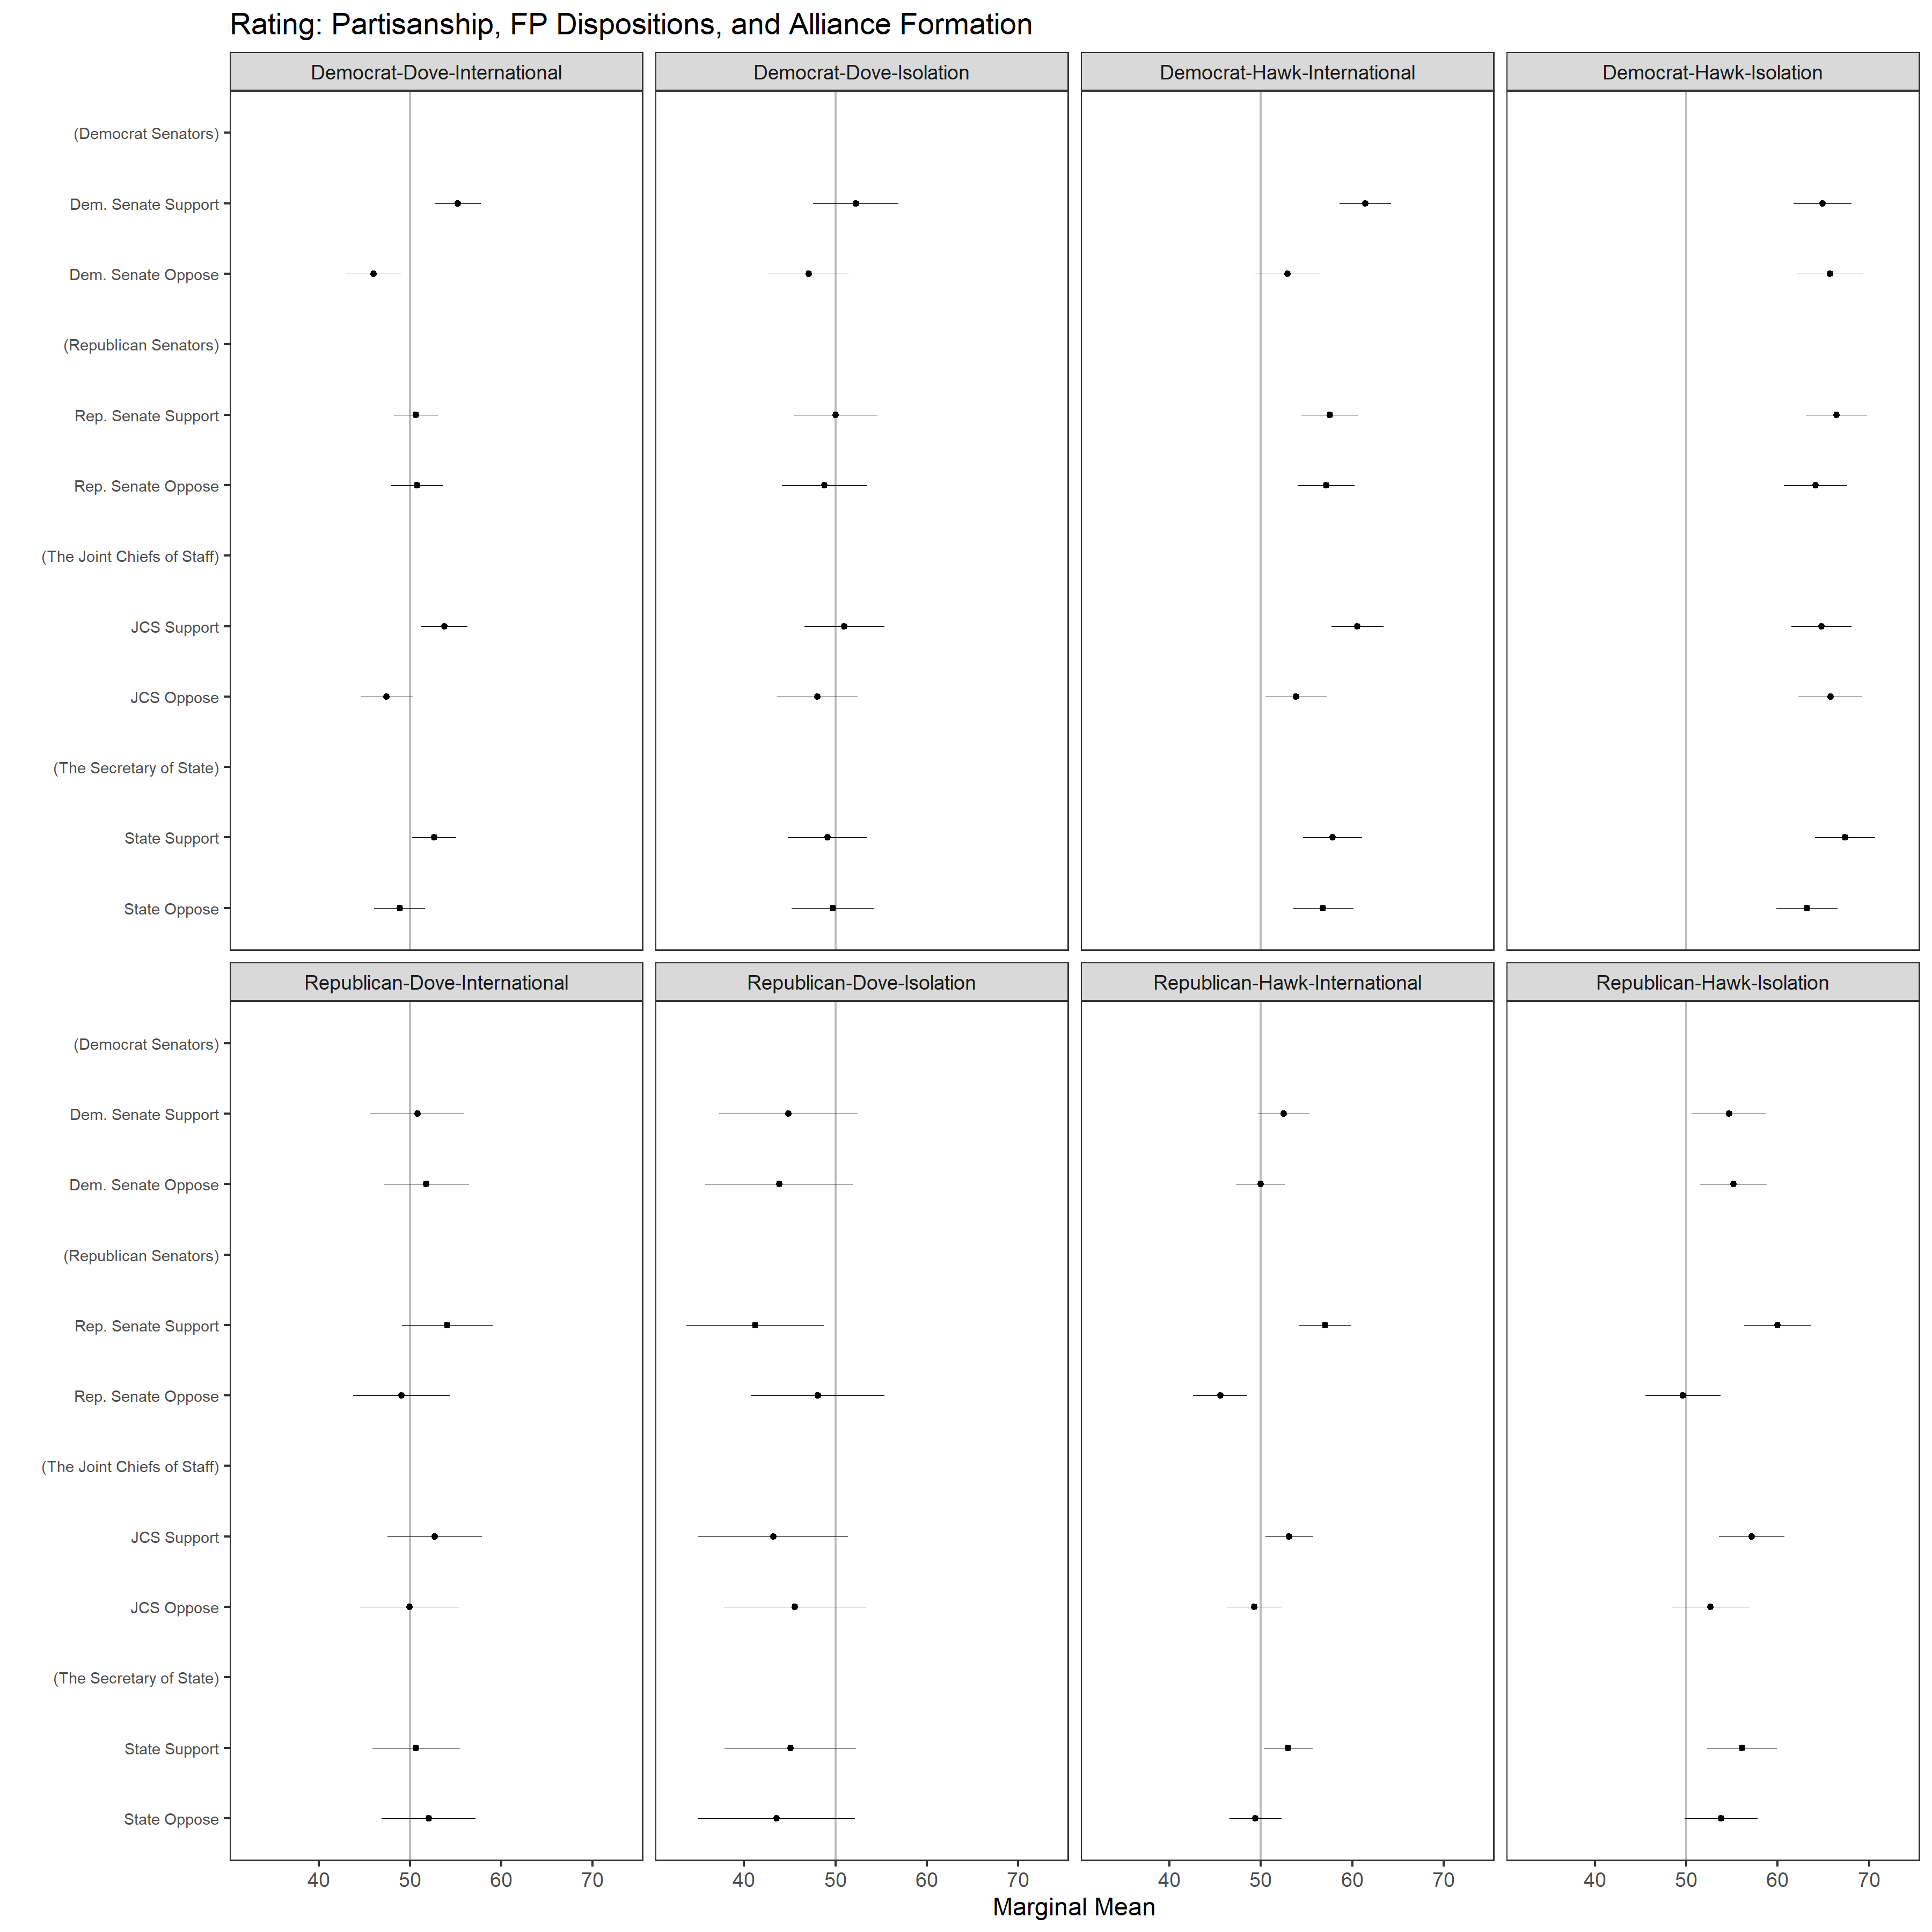 Rating: Partisanship, FP Dispositions, and Alliance Formation
Democrat-Dove-International
Democrat-Dove-Isolation
Democrat-Hawk-International
Democrat-Hawk-Isolation
(Democrat Senators)
Dem. Senate Support
Dem. Senate Oppose
(Republican Senators)
Rep. Senate Support
Rep. Senate Oppose
(The Joint Chiefs of Staff)
JCS Support
JCS Oppose
(The Secretary of State)
State Support
State Oppose
Republican-Dove-International
Republican-Dove-Isolation
Republican-Hawk-International
Republican-Hawk-Isolation
(Democrat Senators)
Dem. Senate Support
Dem. Senate Oppose
(Republican Senators)
Rep. Senate Support
Rep. Senate Oppose
(The Joint Chiefs of Staff)
JCS Support
JCS Oppose
(The Secretary of State)
State Support
State Oppose
40 50 60 70
40 50 60 70
40 50 60 70
40 50 60 70
Marginal Mean